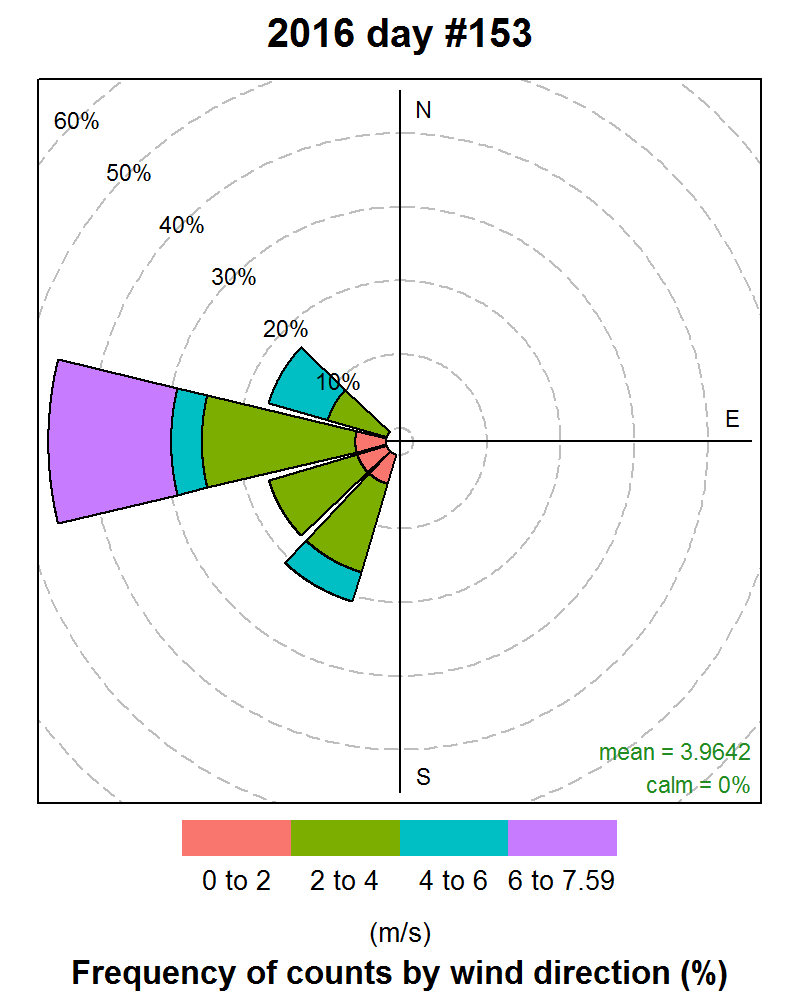 2016 day #153
N
60%
50%
40%
30%
20%
10%
E
mean = 3.9642
S
calm = 0%
0 to 2 2 to 4 4 to 6 6 to 7.59
(m/s)
Frequency of counts by wind direction (%)